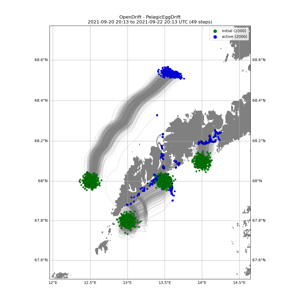 OpenDrift - PelagicEggDrift
2021-09-20 20:13 to 2021-09-22 20:13 UTC (49 steps)
initial (2000)
active (2000)
68.6°N
68.4°N
68.2°N
68°N
67.8°N
67.6°N
12°E 12.5°E 13°E 13.5°E 14°E 14.5°E